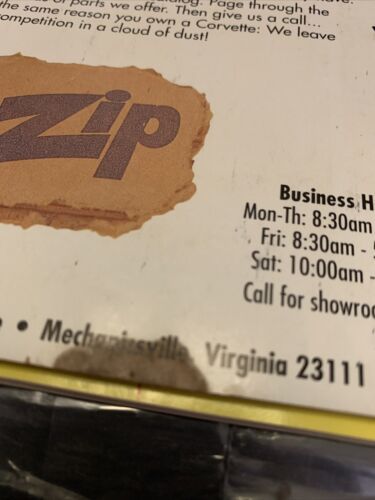 of parts we offer. Page through the
the same reason you own a Corvette: We leave
competition in a cloud of dust!
Zip
Business H
Mon-Th: 8:30am
Fri: 8:30am -
Sat: 10:00am -
Call for showro
• Mechanicsville, Virginia 23111